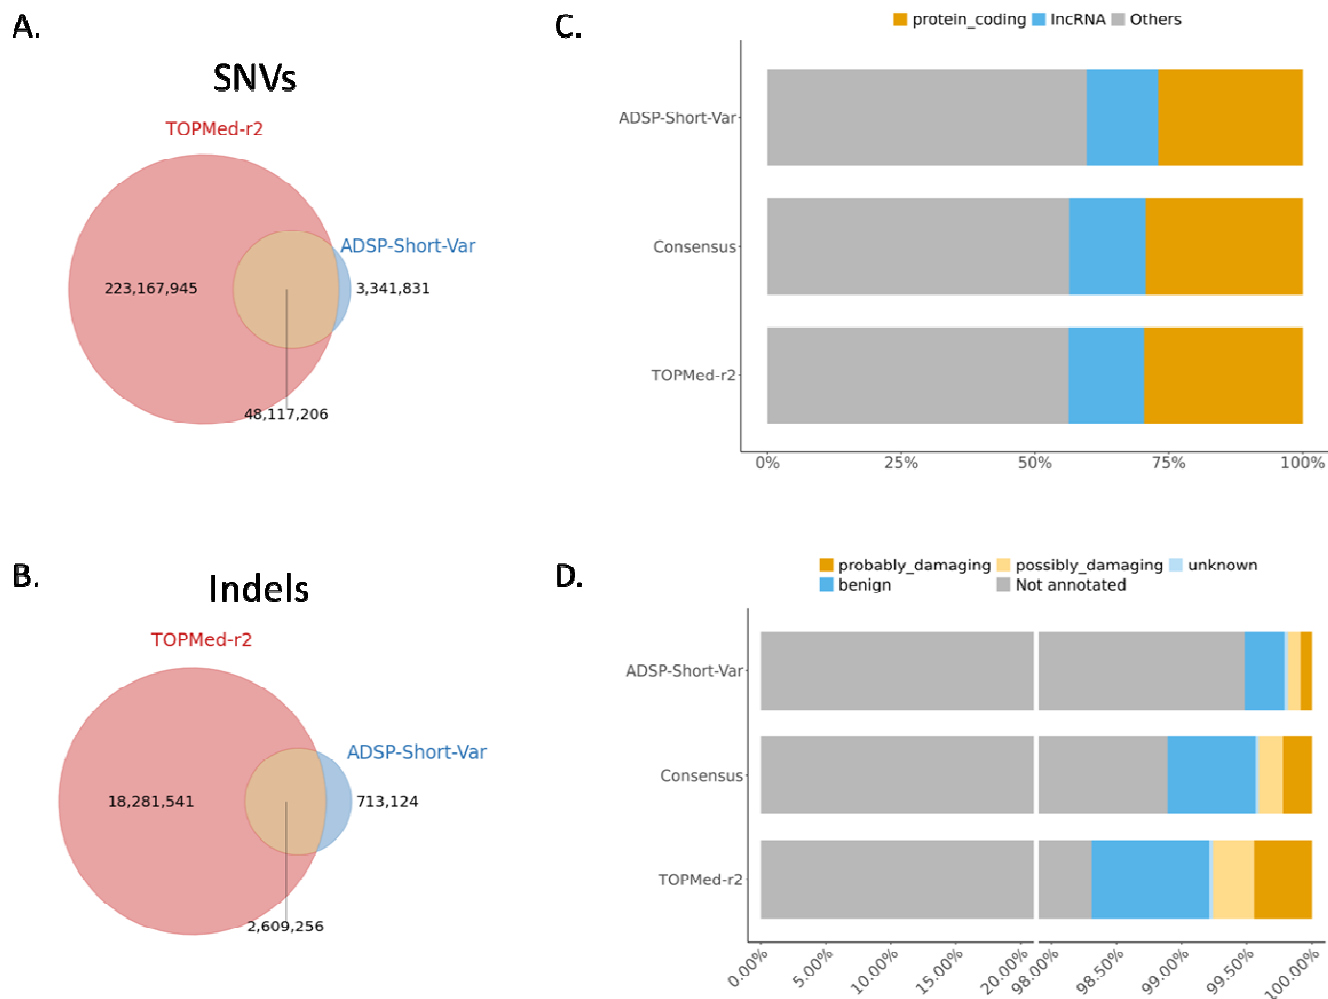 A.
SNVs
TOPMed-r2
ADSP-Short-Var
223,167,945
3,341,831
48,117,206
B.
Indels
TOPMed-r2
ADSP-Short-Var
18,281,541
713,124
2,609,256
C.
protein_coding lncRNA Others
ADSP-Short-Var
Consensus
TOPMed-r2
0% 25% 50% 75% 100%
D.
probably_damaging possibly_damaging unknown
benign Not annotated
ADSP-Short-Var
Consensus
TOPMed-r2
0.00% 5.00% 10.00% 15.00% 20.00% 98.00% 98.50% 99.00% 99.50% 100.00%